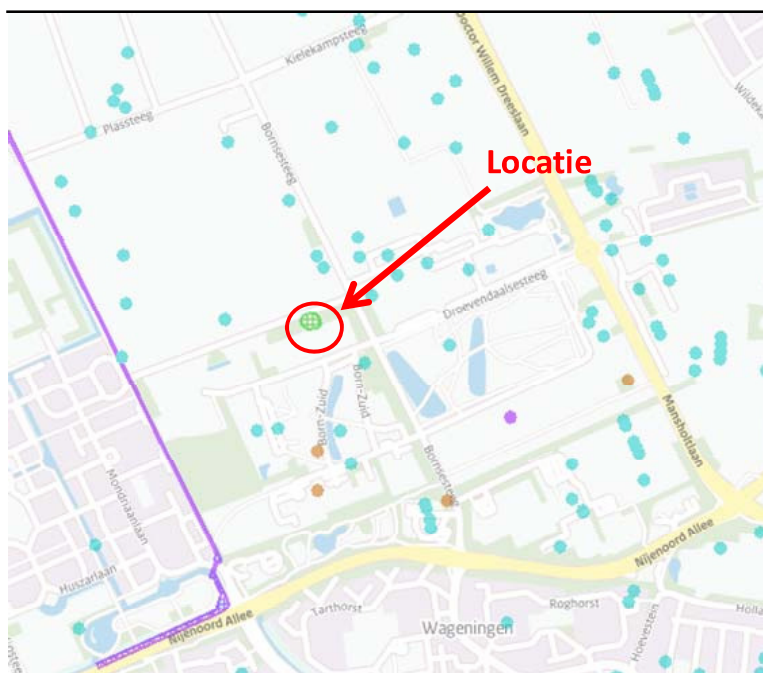 Kielekampsteeg
Doctor Willem Dreeslaan
Plassteeg
Bornsesteeg
Locatie
Droevendaalsesteeg
Born-Zuid
Born-Zuid
Bornsesteeg
Mansholtlaan
Mondriaanlaan
Huszarlaan
Nijenoord Allee
Nijenoord Allee
Tarthorst
Roghorst
Wageningen
Hoevestein